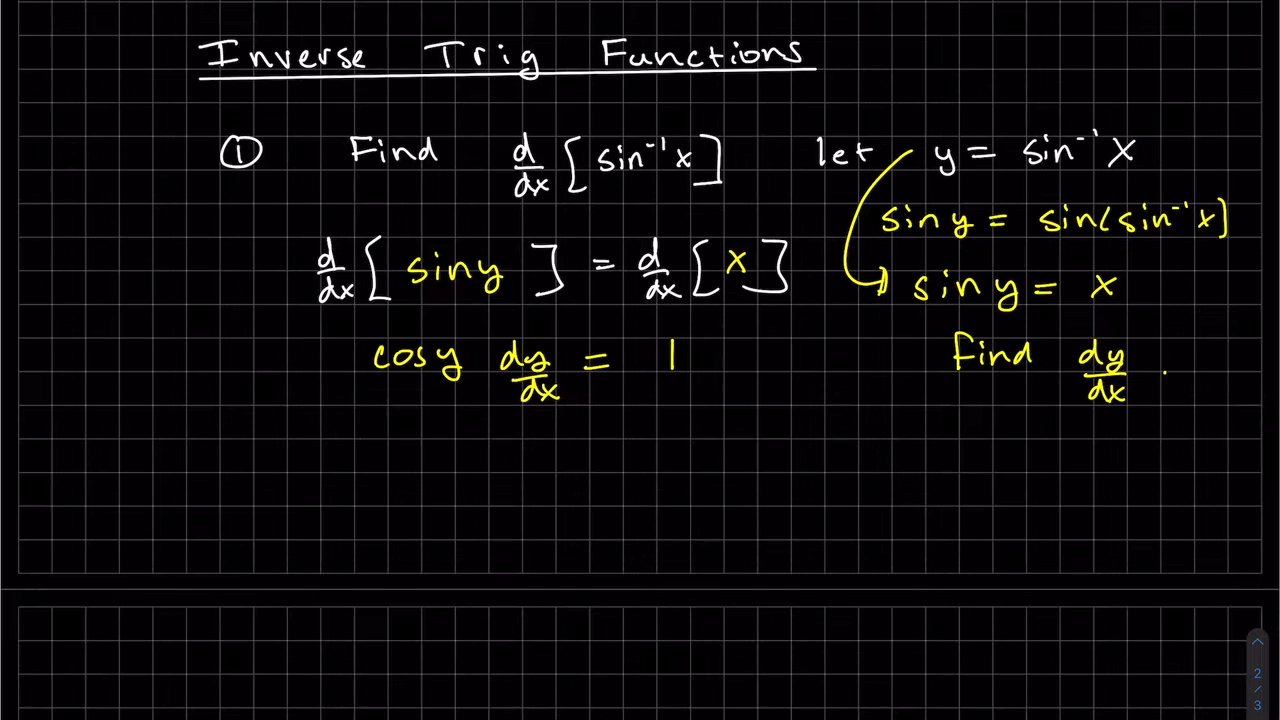 Inverse Trig Functions
① Find d/dx [sin⁻¹x] let y = sin⁻¹x
sin y = sin(sin⁻¹x]
d/dx [ sin y ] = d/dx [ x ]
sin y = x
cos y dy/dx = 1
find dy/dx .
2
/
3